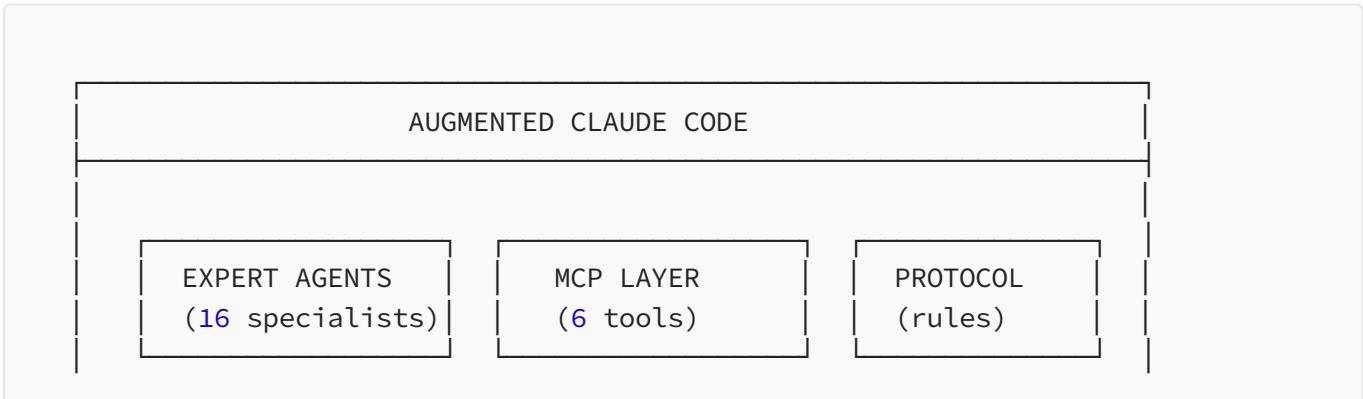 AUGMENTED CLAUDE CODE
EXPERT AGENTS MCP LAYER PROTOCOL
(16 specialists) (6 tools) (rules)